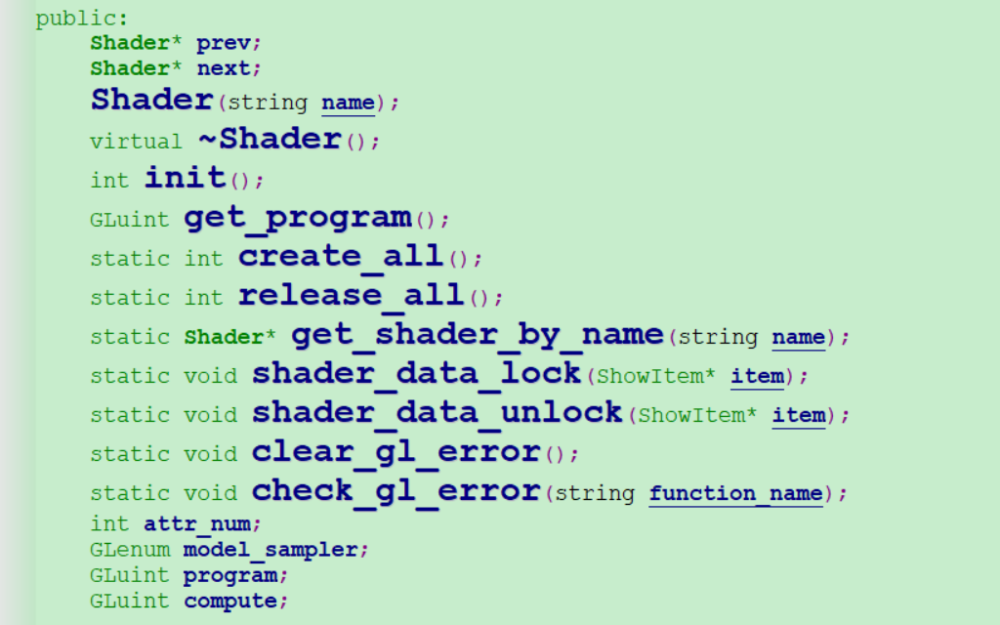 public:
Shader* prev;
Shader* next;
Shader(string name);
virtual ~Shader();
int init();
GLuint get_program();
static int create_all();
static int release_all();
static Shader* get_shader_by_name(string name);
static void shader_data_lock(ShowItem* item);
static void shader_data_unlock(ShowItem* item);
static void clear_gl_error();
static void check_gl_error(string function_name);
int attr_num;
GLenum model_sampler;
GLuint program;
GLuint compute;